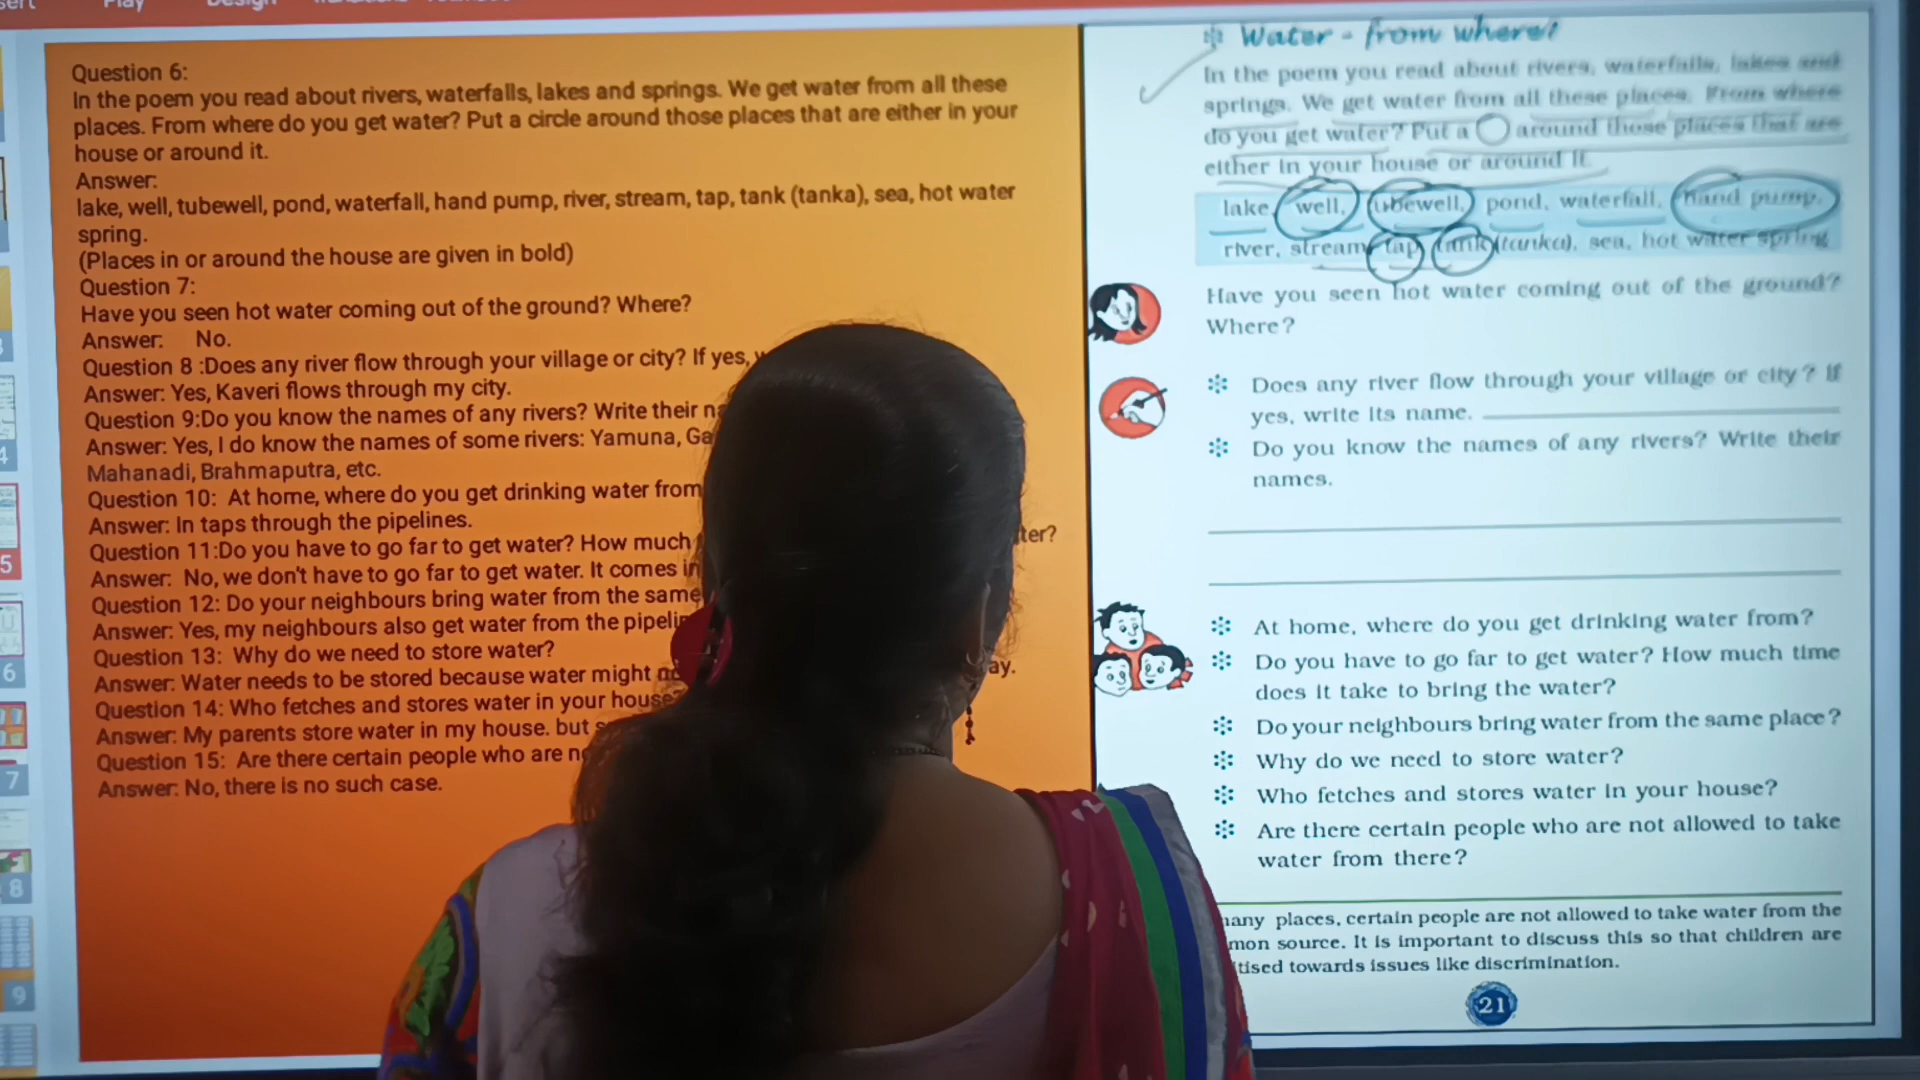 Play
Design
Question 6:
In the poem you read about rivers, waterfalls, lakes and springs. We get water from all these
places. From where do you get water? Put a circle around those places that are either in your
house or around it.
Answer:
lake, well, tubewell, pond, waterfall, hand pump, river, stream, tap, tank (tanka), sea, hot water
spring.
(Places in or around the house are given in bold)
Question 7:
Have you seen hot water coming out of the ground? Where?
Answer: No.
Question 8 :Does any river flow through your village or city? If yes,
Answer: Yes, Kaveri flows through my city.
Question 9:Do you know the names of any rivers? Write their
Answer: Yes, I do know the names of some rivers: Yamuna,
Mahanadi, Brahmaputra, etc.
Question 10: At home, where do you get drinking water from
Answer: In taps through the pipelines.
Question 11:Do you have to go far to get water? How much ter?
Answer: No, we don't have to go far to get water. It comes in
Question 12: Do your neighbours bring water from the same
Answer: Yes, my neighbours also get water from the
Question 13: Why do we need to store water?
Answer: Water needs to be stored because water might ay.
Question 14: Who fetches and stores water in your house
Answer: My parents store water in my house. but
Question 15: Are there certain people who are
Answer: No, there is no such case.
Water - from where?
In the poem you read about rivers, waterfalls, lakes and
springs. We get water from all these places. From where
do you get water? Put a around those places that are
either in your house or around it.
lake, well, tubewell, pond, waterfall, hand pump,
river, stream, tap, tank (tanka), sea, hot water spring
Have you seen hot water coming out of the ground?
Where?
Does any river flow through your village or city? If
yes, write its name.
Do you know the names of any rivers? Write their
names.
At home, where do you get drinking water from?
Do you have to go far to get water? How much time
does it take to bring the water?
Do your neighbours bring water from the same place?
Why do we need to store water?
Who fetches and stores water in your house?
Are there certain people who are not allowed to take
water from there?
many places, certain people are not allowed to take water from the
mon source. It is important to discuss this so that children are
tised towards issues like discrimination.
21
5
6
7
8
9